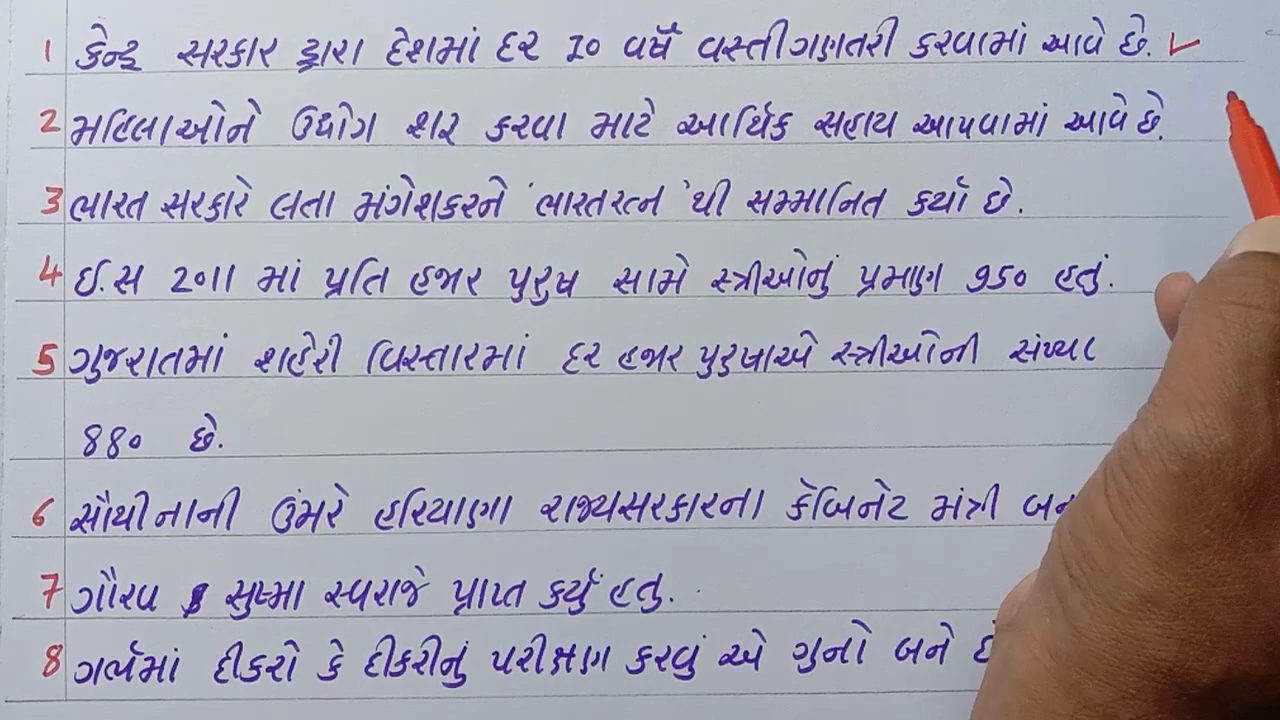 1 કેન્દ્ર સરકાર દ્વારા દેશમાં દર 10 વર્ષે વસ્તીગણતરી કરવામાં આવે છે. ✓
2 મહિલાઓને ઉદ્યોગ શરૂ કરવા માટે આર્થિક સહાય આપવામાં આવે છે.
3 ભારત સરકારે લતા મંગેશકરને 'ભારતરત્ન'થી સમ્માનિત કર્યાં છે.
4 ઈ.સ 2011 માં પ્રતિ હજાર પુરુષ સામે સ્ત્રીઓનું પ્રમાણ 950 હતું.
5 ગુજરાતમાં શહેરી વિસ્તારમાં દર હજાર પુરુષોએ સ્ત્રીઓની સંખ્યા
880 છે.
6 સૌથી નાની ઉંમરે હરિયાણા રાજ્યસરકારના કેબિનેટ મંત્રી
7 ગૌરવ સુષ્મા સ્વરાજે પ્રાપ્ત કર્યું હતુ.
8 ગર્ભમાં દીકરો કે દીકરીનું પરીક્ષણ કરવું એ ગુનો બને